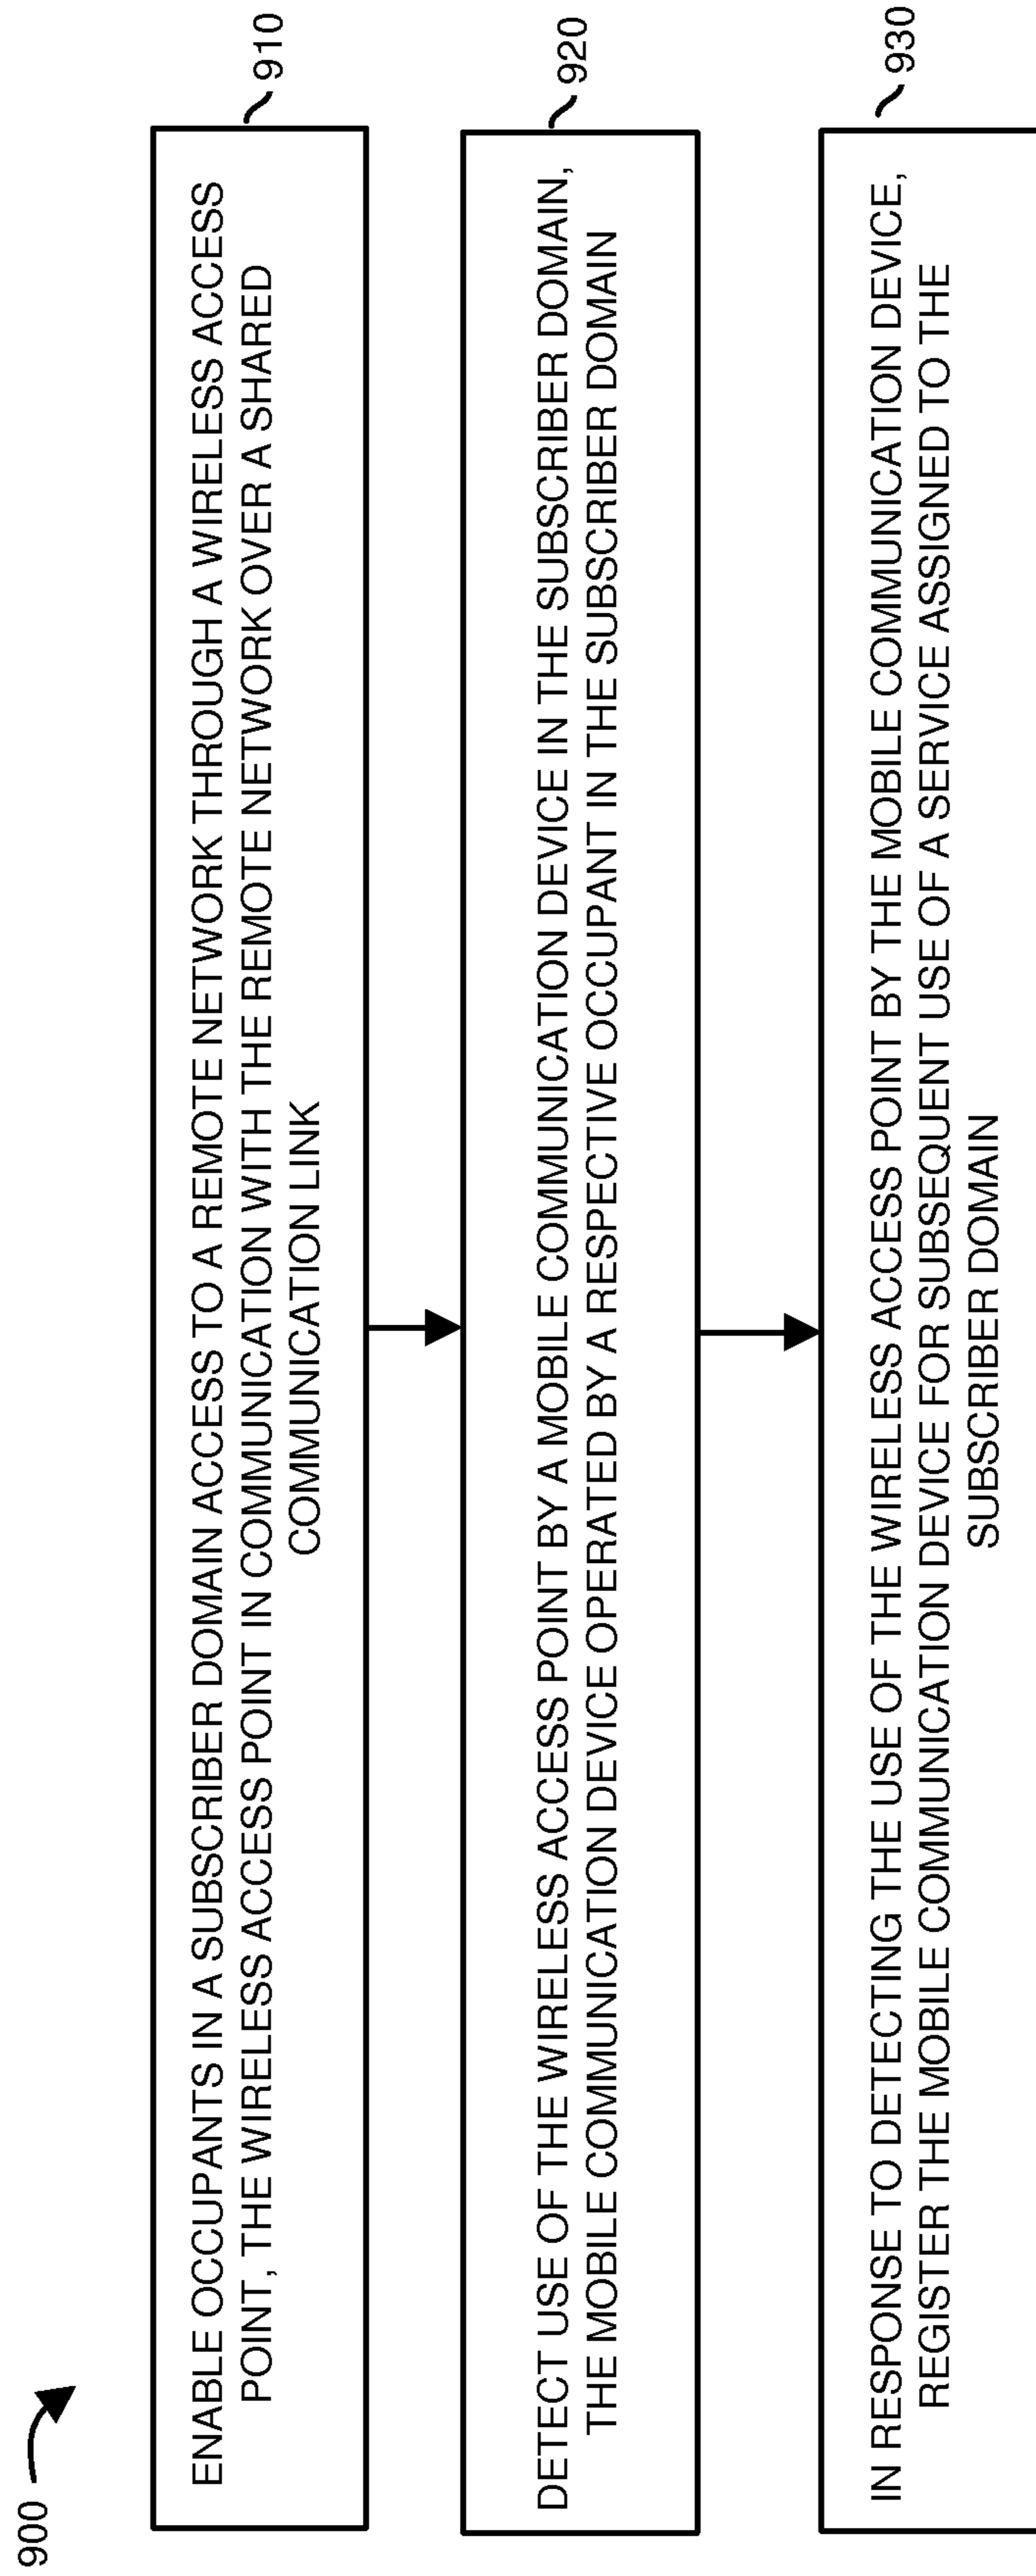 900
ENABLE OCCUPANTS IN A SUBSCRIBER DOMAIN ACCESS TO A REMOTE NETWORK THROUGH A WIRELESS ACCESS
POINT, THE WIRELESS ACCESS POINT IN COMMUNICATION WITH THE REMOTE NETWORK OVER A SHARED
COMMUNICATION LINK
910
DETECT USE OF THE WIRELESS ACCESS POINT BY A MOBILE COMMUNICATION DEVICE IN THE SUBSCRIBER DOMAIN,
THE MOBILE COMMUNICATION DEVICE OPERATED BY A RESPECTIVE OCCUPANT IN THE SUBSCRIBER DOMAIN
920
IN RESPONSE TO DETECTING THE USE OF THE WIRELESS ACCESS POINT BY THE MOBILE COMMUNICATION DEVICE,
REGISTER THE MOBILE COMMUNICATION DEVICE FOR SUBSEQUENT USE OF A SERVICE ASSIGNED TO THE
SUBSCRIBER DOMAIN
930